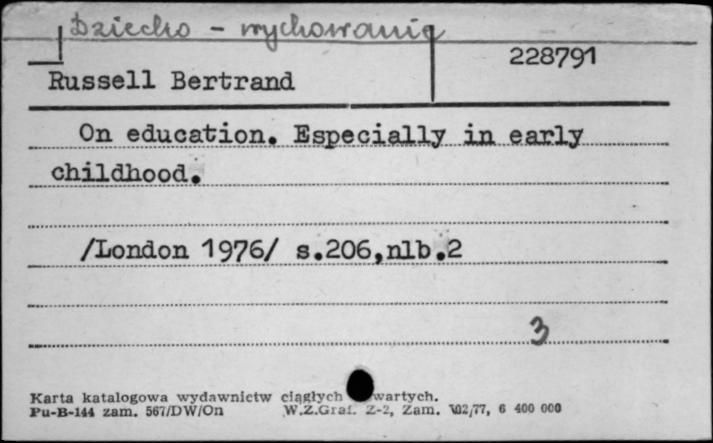 Dziecko - wychowanie
228791
Russell Bertrand
On education. Especially in early
childhood.
/London 1976/ s.206,nlb.2
3
Karta katalogowa wydawnictw ciągłych wartych.
Pu-B-144 zam. 567/DW/On W.Z.Graf. Z-2, Zam. 102/77, 6 400 000